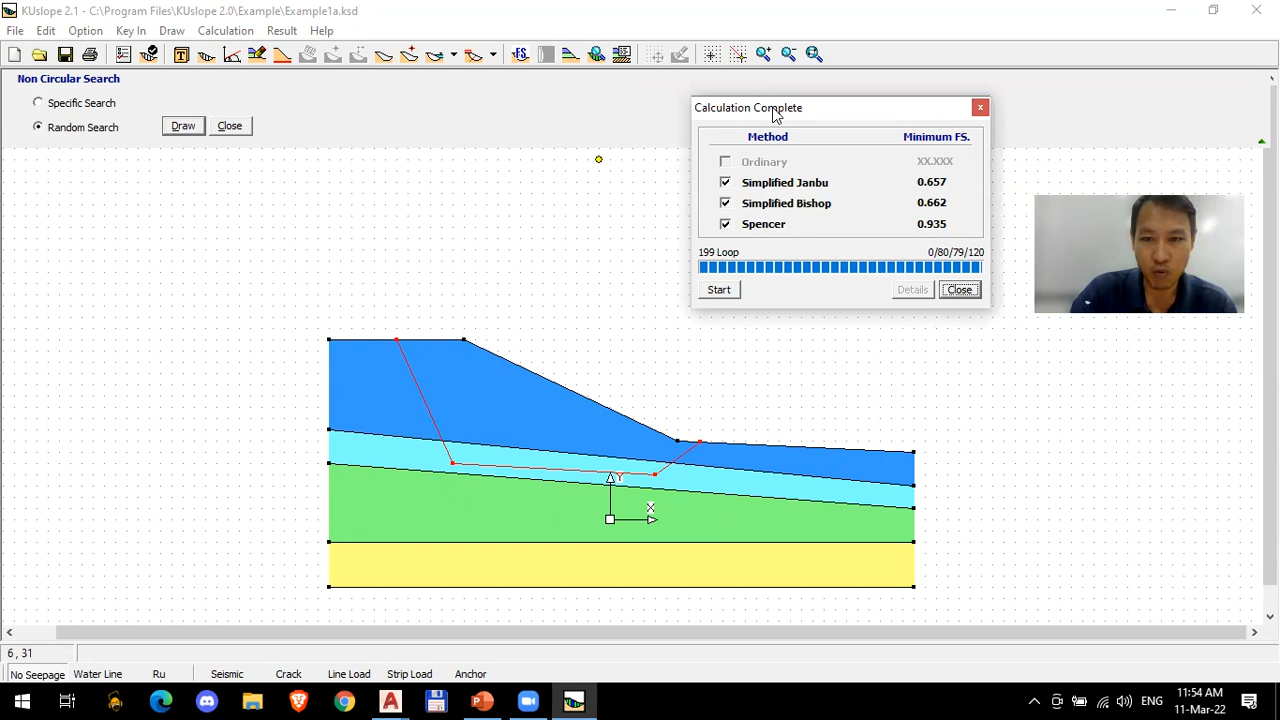 KUslope 2.1 - C:\Program Files\KUslope 2.0\Example\Example1a.ksd
File Edit Option Key In Draw Calculation Result Help
T FS
Non Circular Search
Specific Search
Random Search Draw Close
Calculation Complete
Method Minimum FS.
Ordinary XX.XXX
Simplified Janbu 0.657
Simplified Bishop 0.662
Spencer 0.935
199 Loop 0/80/79/120
Start Details Close
Y
X
6 , 31
No Seepage Water Line Ru Seismic Crack Line Load Strip Load Anchor
ENG
11:54 AM
11-Mar-22